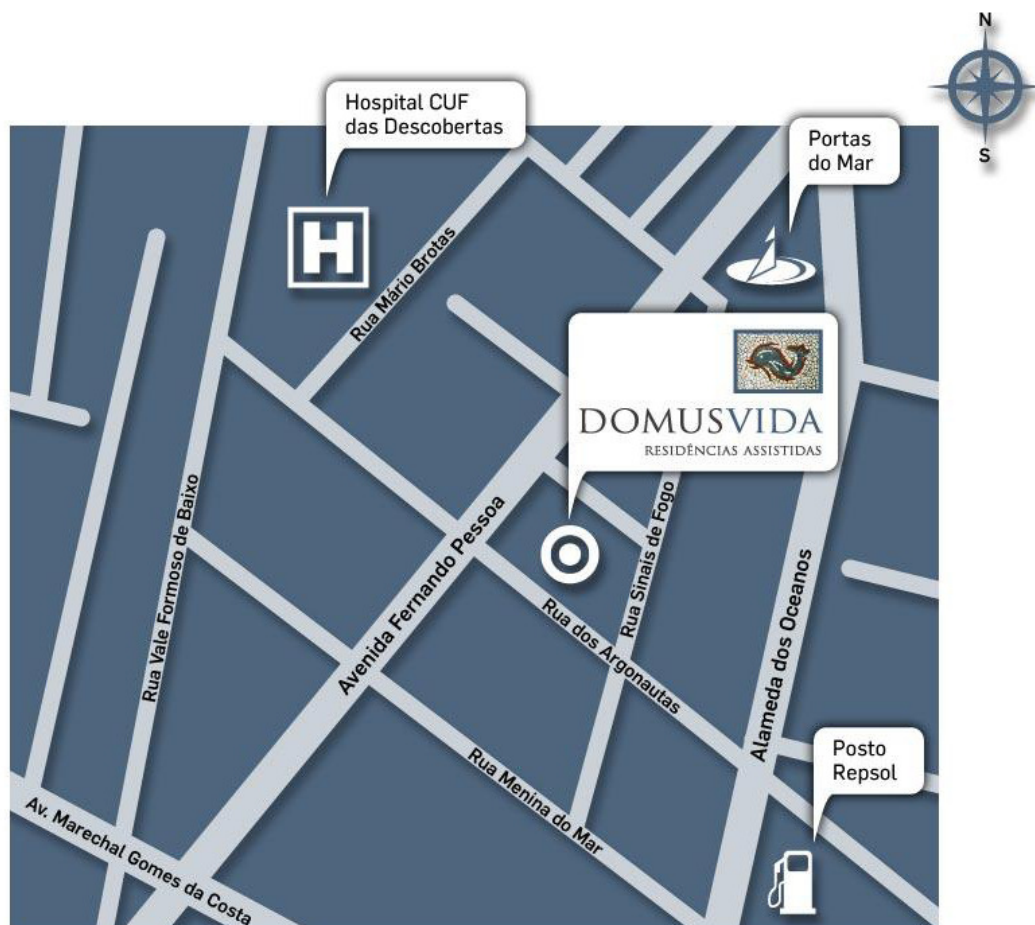 N
S
Hospital CUF
das Descobertas
H
Portas
do Mar
Rua Mário Brotas
DOMUSVIDA
RESIDÊNCIAS ASSISTIDAS
Rua Vale Formoso de Baixo
Avenida Fernando Pessoa
Rua Sinais de Fogo
Rua dos Argonautas
Alameda dos Oceanos
Rua Menina do Mar
Posto
Repsol
Av. Marechal Gomes da Costa